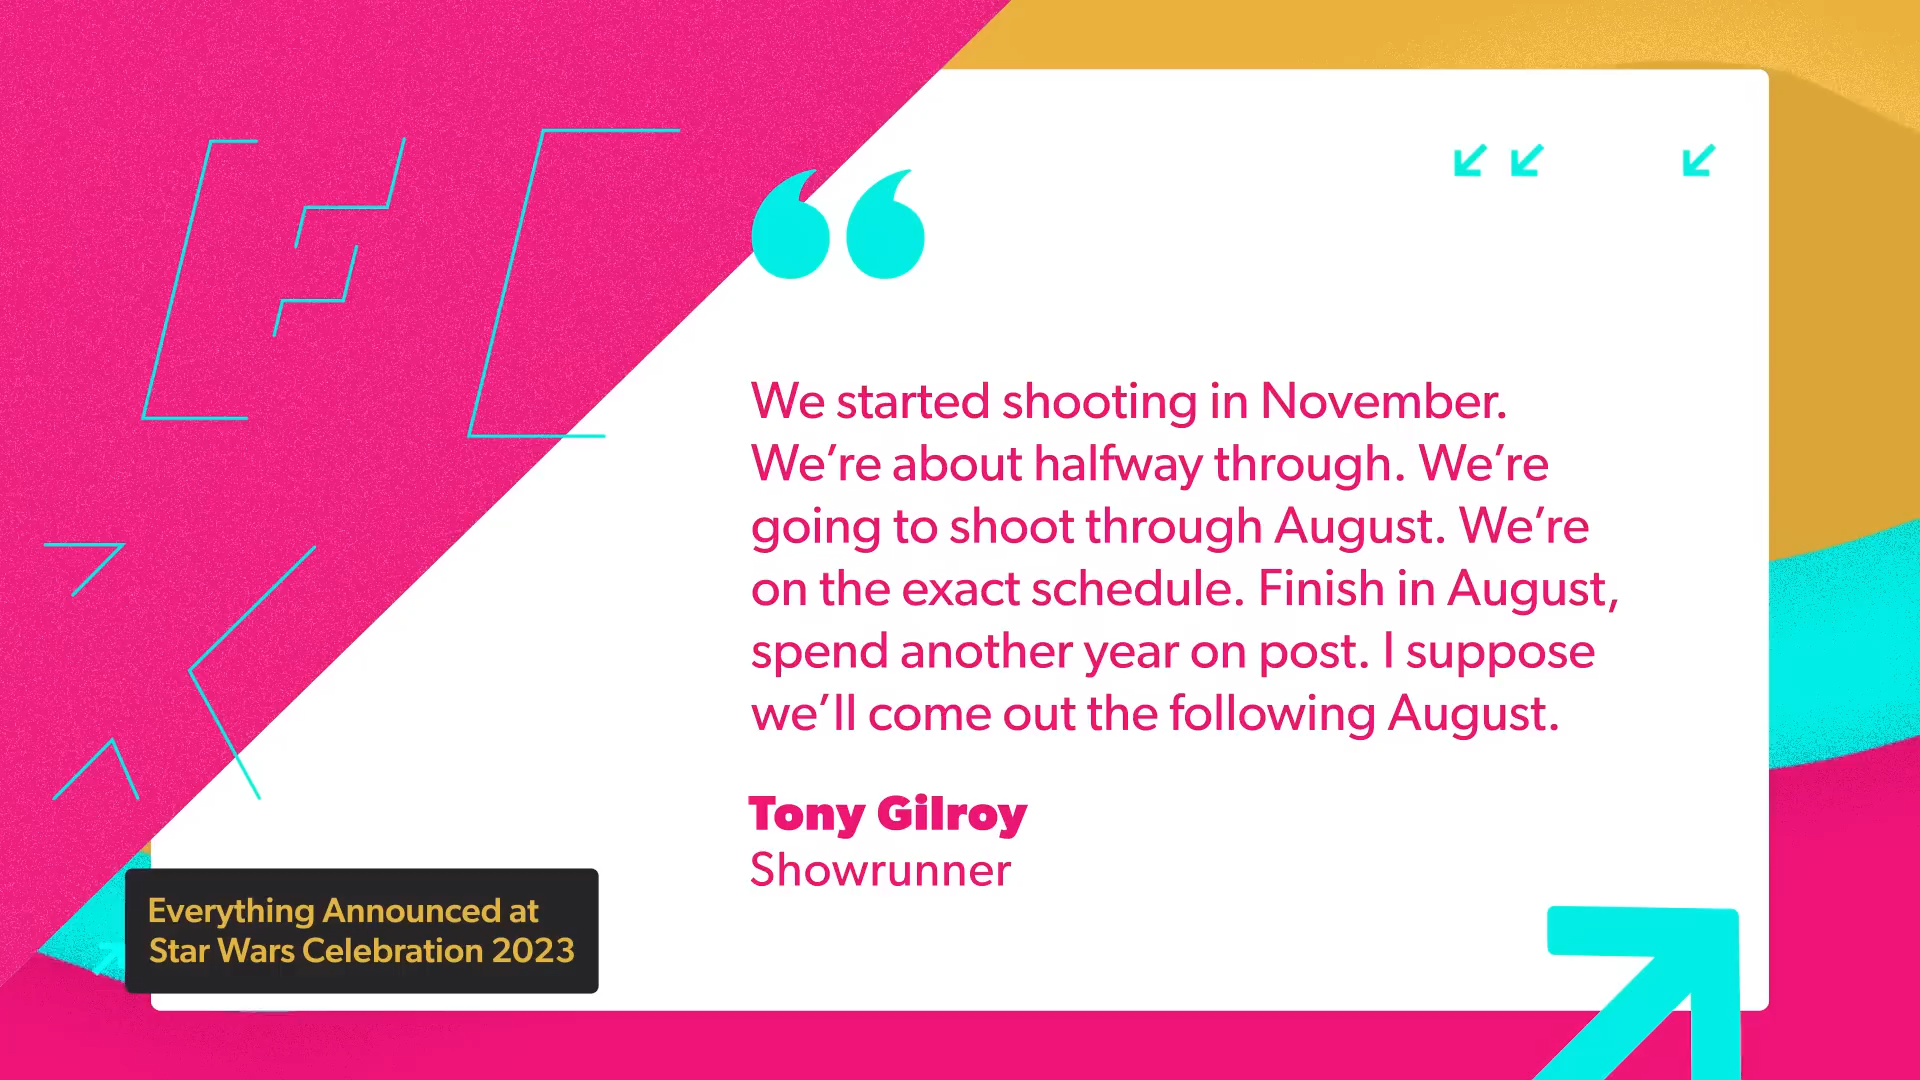 We started shooting in November.
We’re about halfway through. We’re
going to shoot through August. We’re
on the exact schedule. Finish in August,
spend another year on post. I suppose
we’ll come out the following August.
Tony Gilroy
Showrunner
Everything Announced at
Star Wars Celebration 2023